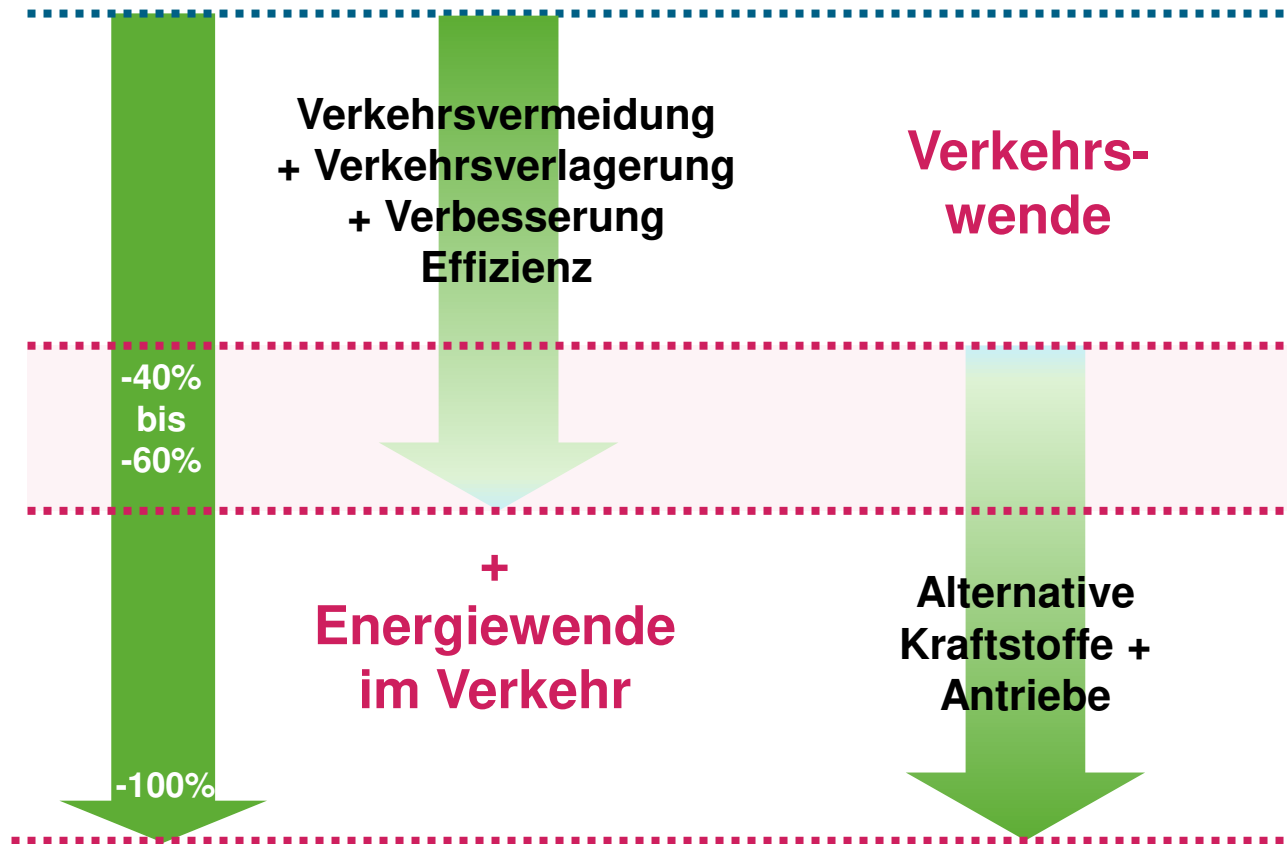 Verkehrsvermeidung
+ Verkehrsverlagerung
+ Verbesserung
Effizienz
Verkehrs-
wende
-40%
bis
-60%
+
Energiewende
im Verkehr
Alternative
Kraftstoffe +
Antriebe
-100%